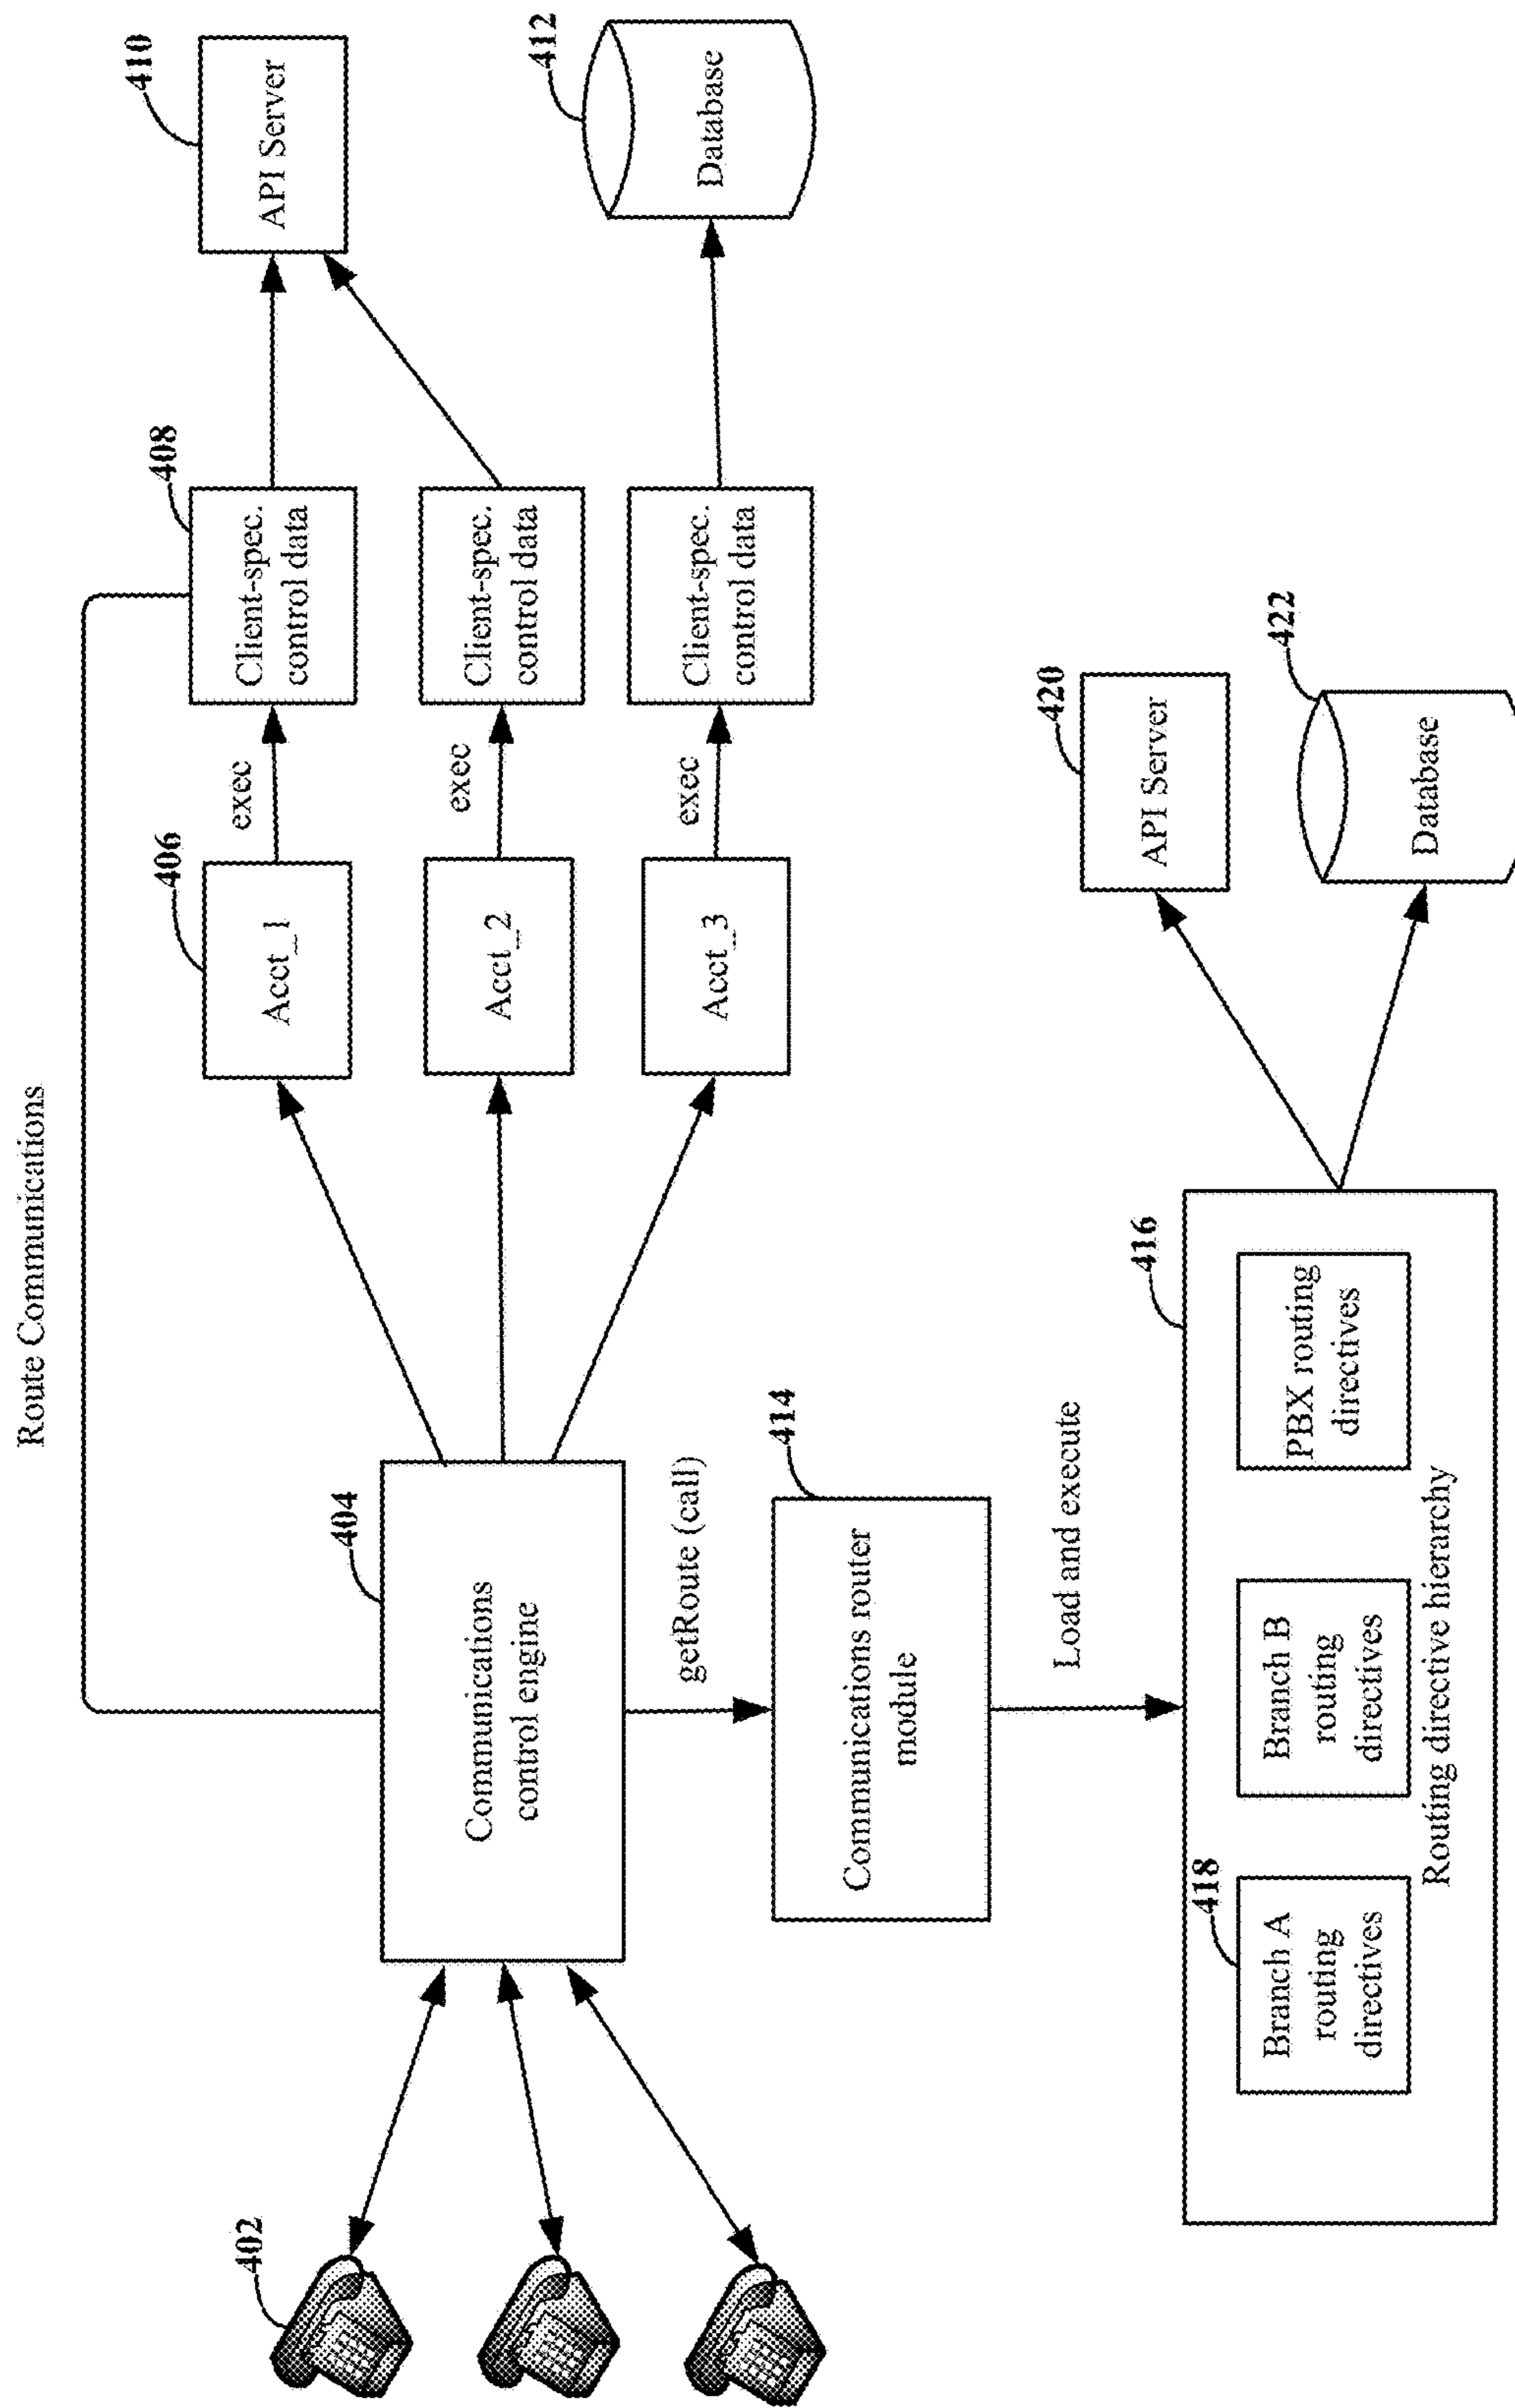 Route Communications
402
404
406
408
410
Communications
control engine
Acct_1
exec
Client-spec.
control data
API Server
Acct_2
exec
Client-spec.
control data
Acct_3
exec
Client-spec.
control data
412
Database
getRoute (call)
414
Communications router
module
Load and execute
416
418
Branch A
routing
directives
Branch B
routing
directives
PBX routing
directives
Routing directive hierarchy
420
API Server
422
Database